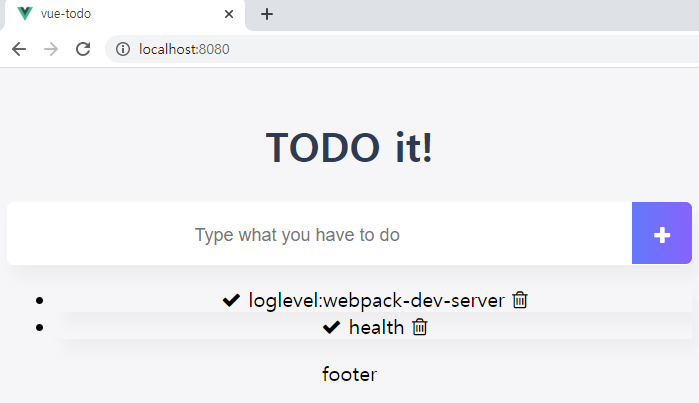 vue-todo
localhost:8080
TODO it!
Type what you have to do
loglevel:webpack-dev-server
health
footer